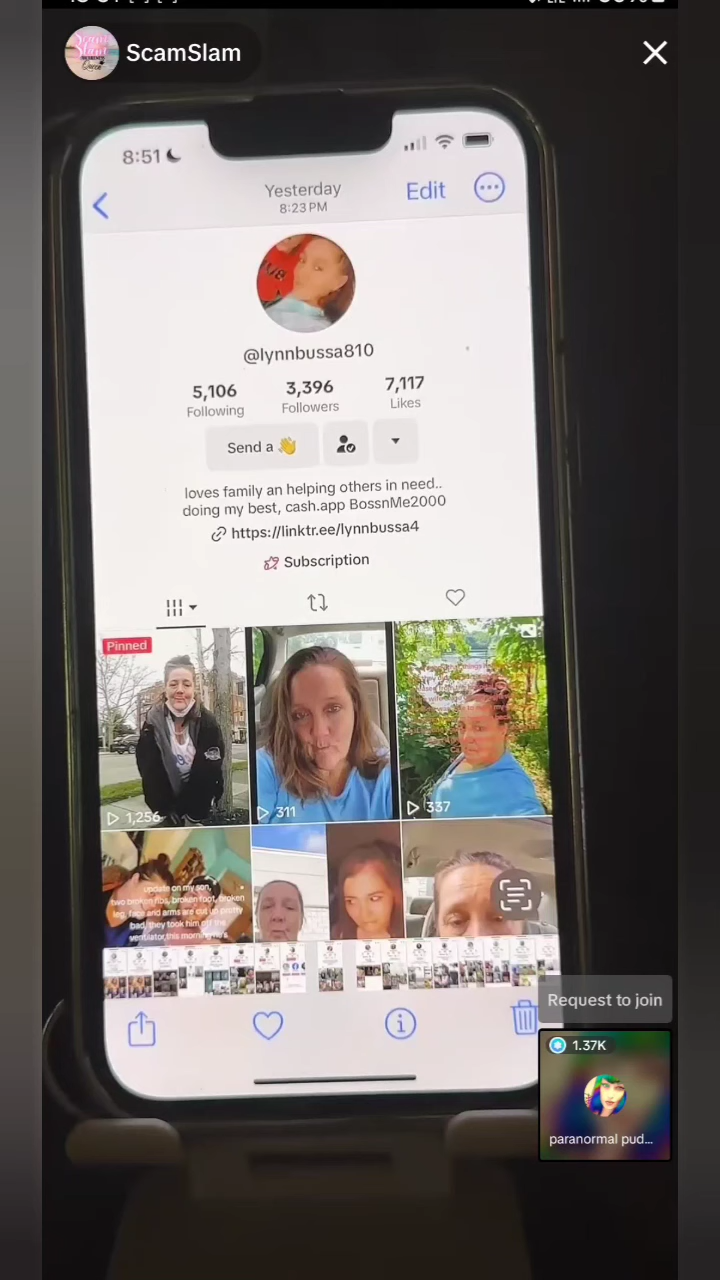 ScamSlam
8:51
Yesterday
8:23 PM
Edit
@lynnbussa810
5,106
Following
3,396
Followers
7,117
Likes
Send a 👋
loves family an helping others in need..
doing my best, cash.app BossnMe2000
https://linktr.ee/lynnbussa4
Subscription
Pinned
1,256
311
337
update on my son,
two broken ribs, broken foot, broken
leg, face and arms are cut up pretty
bad, they took him off the
ventilator,this
Request to join
1.37K
paranormal pud...